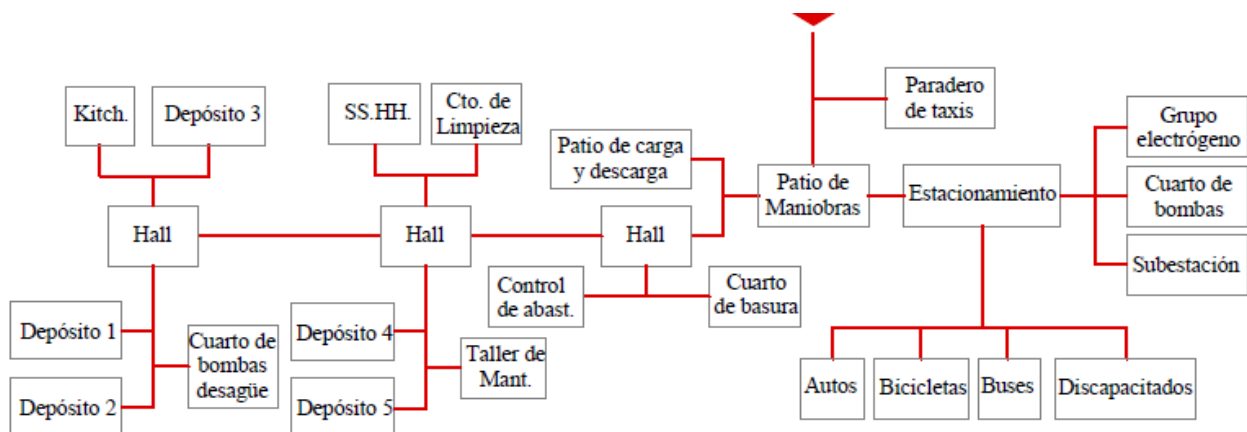 Kitch.
Depósito 3
SS.HH.
Cto. de
Limpieza
Paradero
de taxis
Patio de carga
y descarga
Patio de
Maniobras
Estacionamiento
Grupo
electrógeno
Cuarto de
bombas
Subestación
Hall
Hall
Hall
Control
de abast.
Cuarto
de basura
Depósito 1
Cuarto de
bombas
desagüe
Depósito 2
Depósito 4
Taller de
Mant.
Depósito 5
Autos
Bicicletas
Buses
Discapacitados